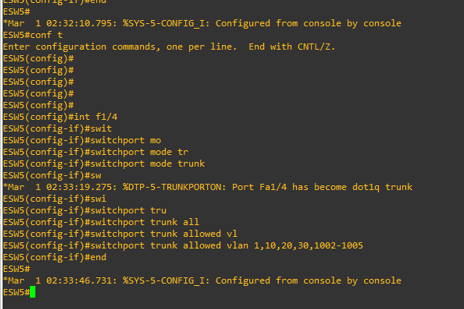 ESW5(config)#end
ESW5#
*Mar  1 02:32:10.795: %SYS-5-CONFIG_I: Configured from console by console
ESW5#conf t
Enter configuration commands, one per line.  End with CNTL/Z.
ESW5(config)#
ESW5(config)#
ESW5(config)#
ESW5(config)#
ESW5(config)#
ESW5(config)#int f1/4
ESW5(config-if)#swit
ESW5(config-if)#switchport mo
ESW5(config-if)#switchport mode tr
ESW5(config-if)#switchport mode trunk
ESW5(config-if)#sw
*Mar  1 02:33:19.275: %DTP-5-TRUNKPORTON: Port Fa1/4 has become dot1q trunk
ESW5(config-if)#swi
ESW5(config-if)#switchport tru
ESW5(config-if)#switchport trunk all
ESW5(config-if)#switchport trunk allowed vl
ESW5(config-if)#switchport trunk allowed vlan 1,10,20,30,1002-1005
ESW5(config-if)#end
ESW5#
*Mar  1 02:33:46.731: %SYS-5-CONFIG_I: Configured from console by console
ESW5#